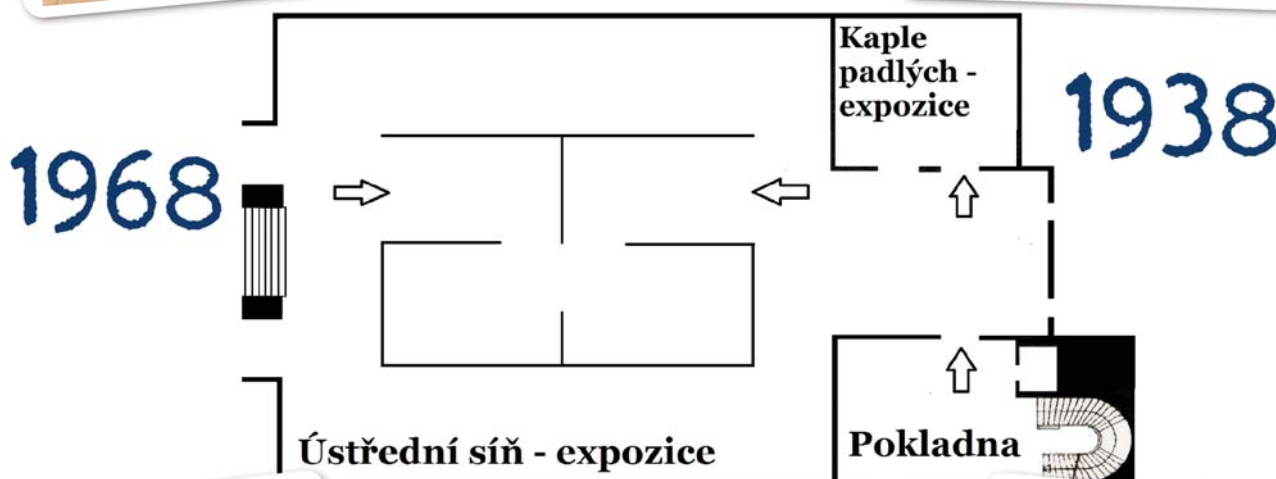 Kaple
padlých -
expozice
1938
1968
Ústřední síň - expozice
Pokladna